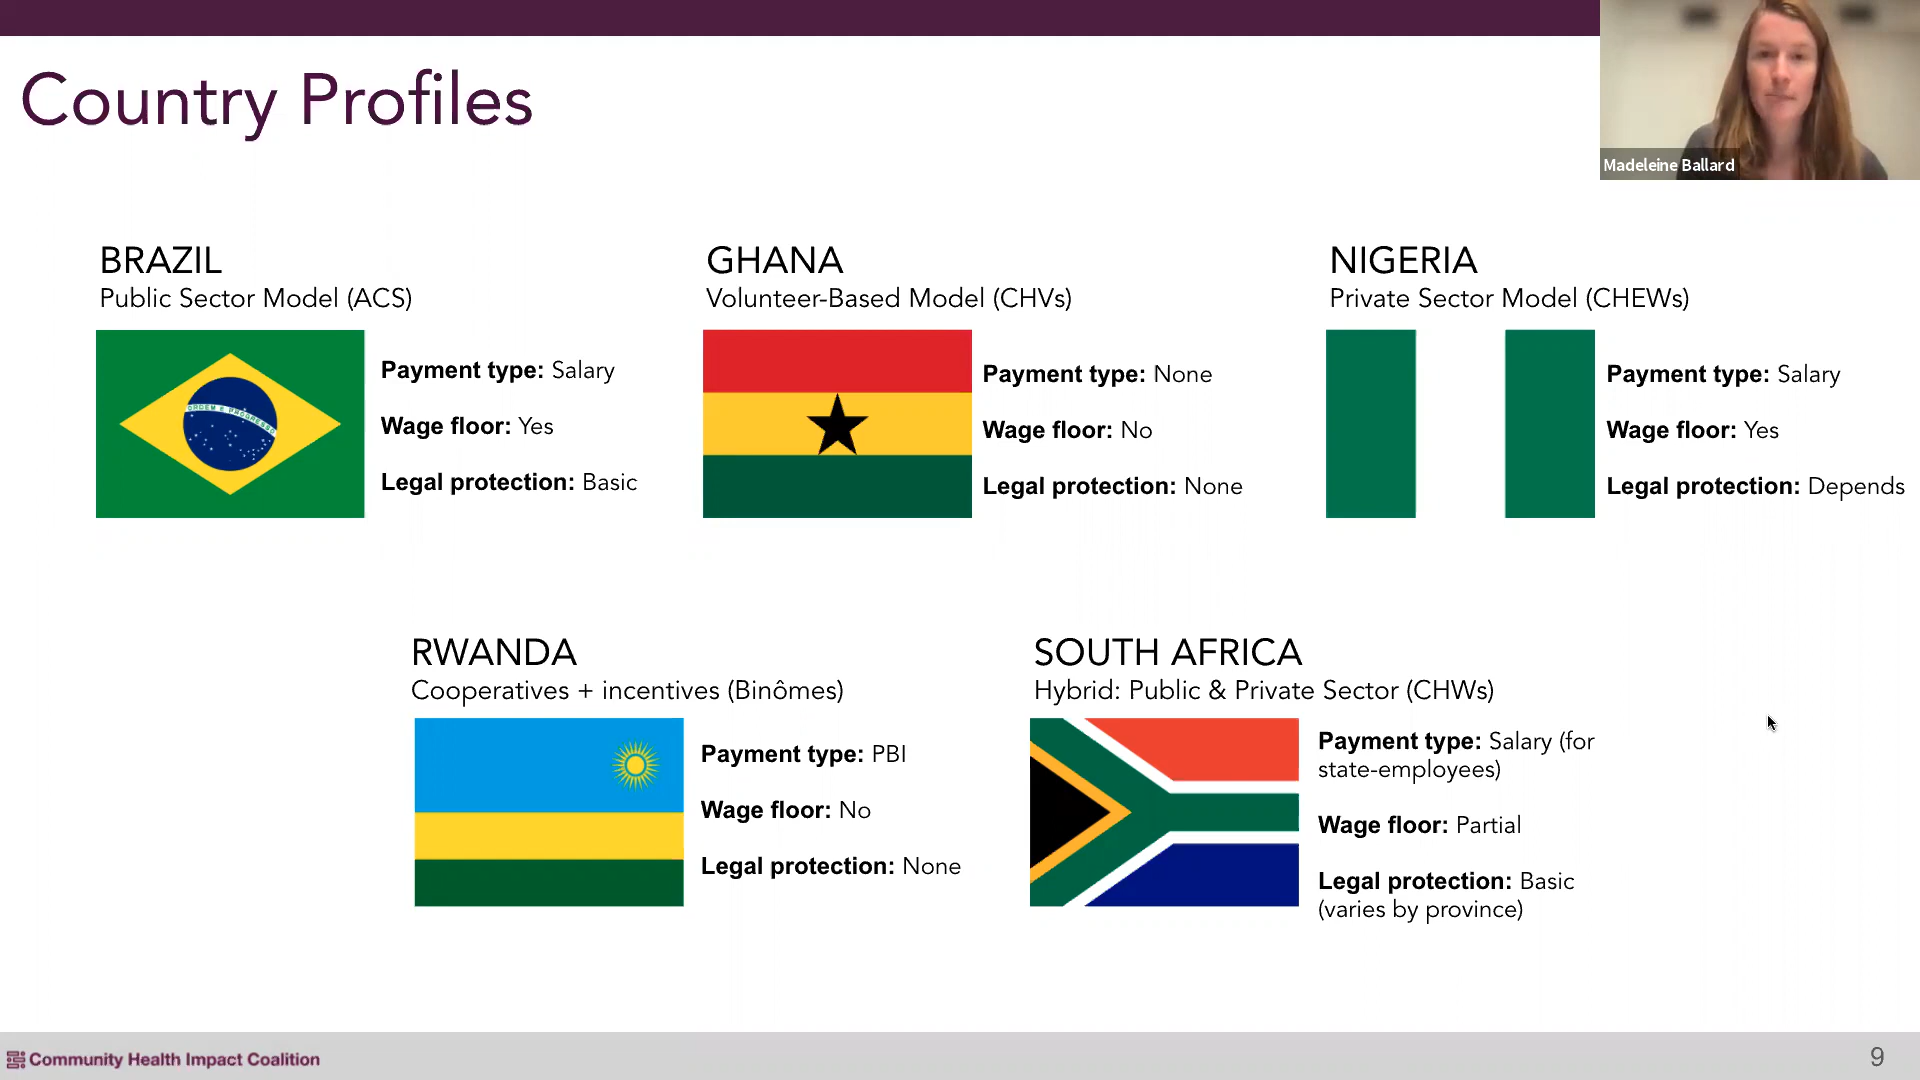 Country Profiles
Madeleine Ballard
BRAZIL
Public Sector Model (ACS)
ORDEM E PROGRESSO
Payment type: Salary
Wage floor: Yes
Legal protection: Basic
GHANA
Volunteer-Based Model (CHVs)
Payment type: None
Wage floor: No
Legal protection: None
NIGERIA
Private Sector Model (CHEWs)
Payment type: Salary
Wage floor: Yes
Legal protection: Depends
RWANDA
Cooperatives + incentives (Binômes)
Payment type: PBI
Wage floor: No
Legal protection: None
SOUTH AFRICA
Hybrid: Public & Private Sector (CHWs)
Payment type: Salary (for
state-employees)
Wage floor: Partial
Legal protection: Basic
(varies by province)
Community Health Impact Coalition
9